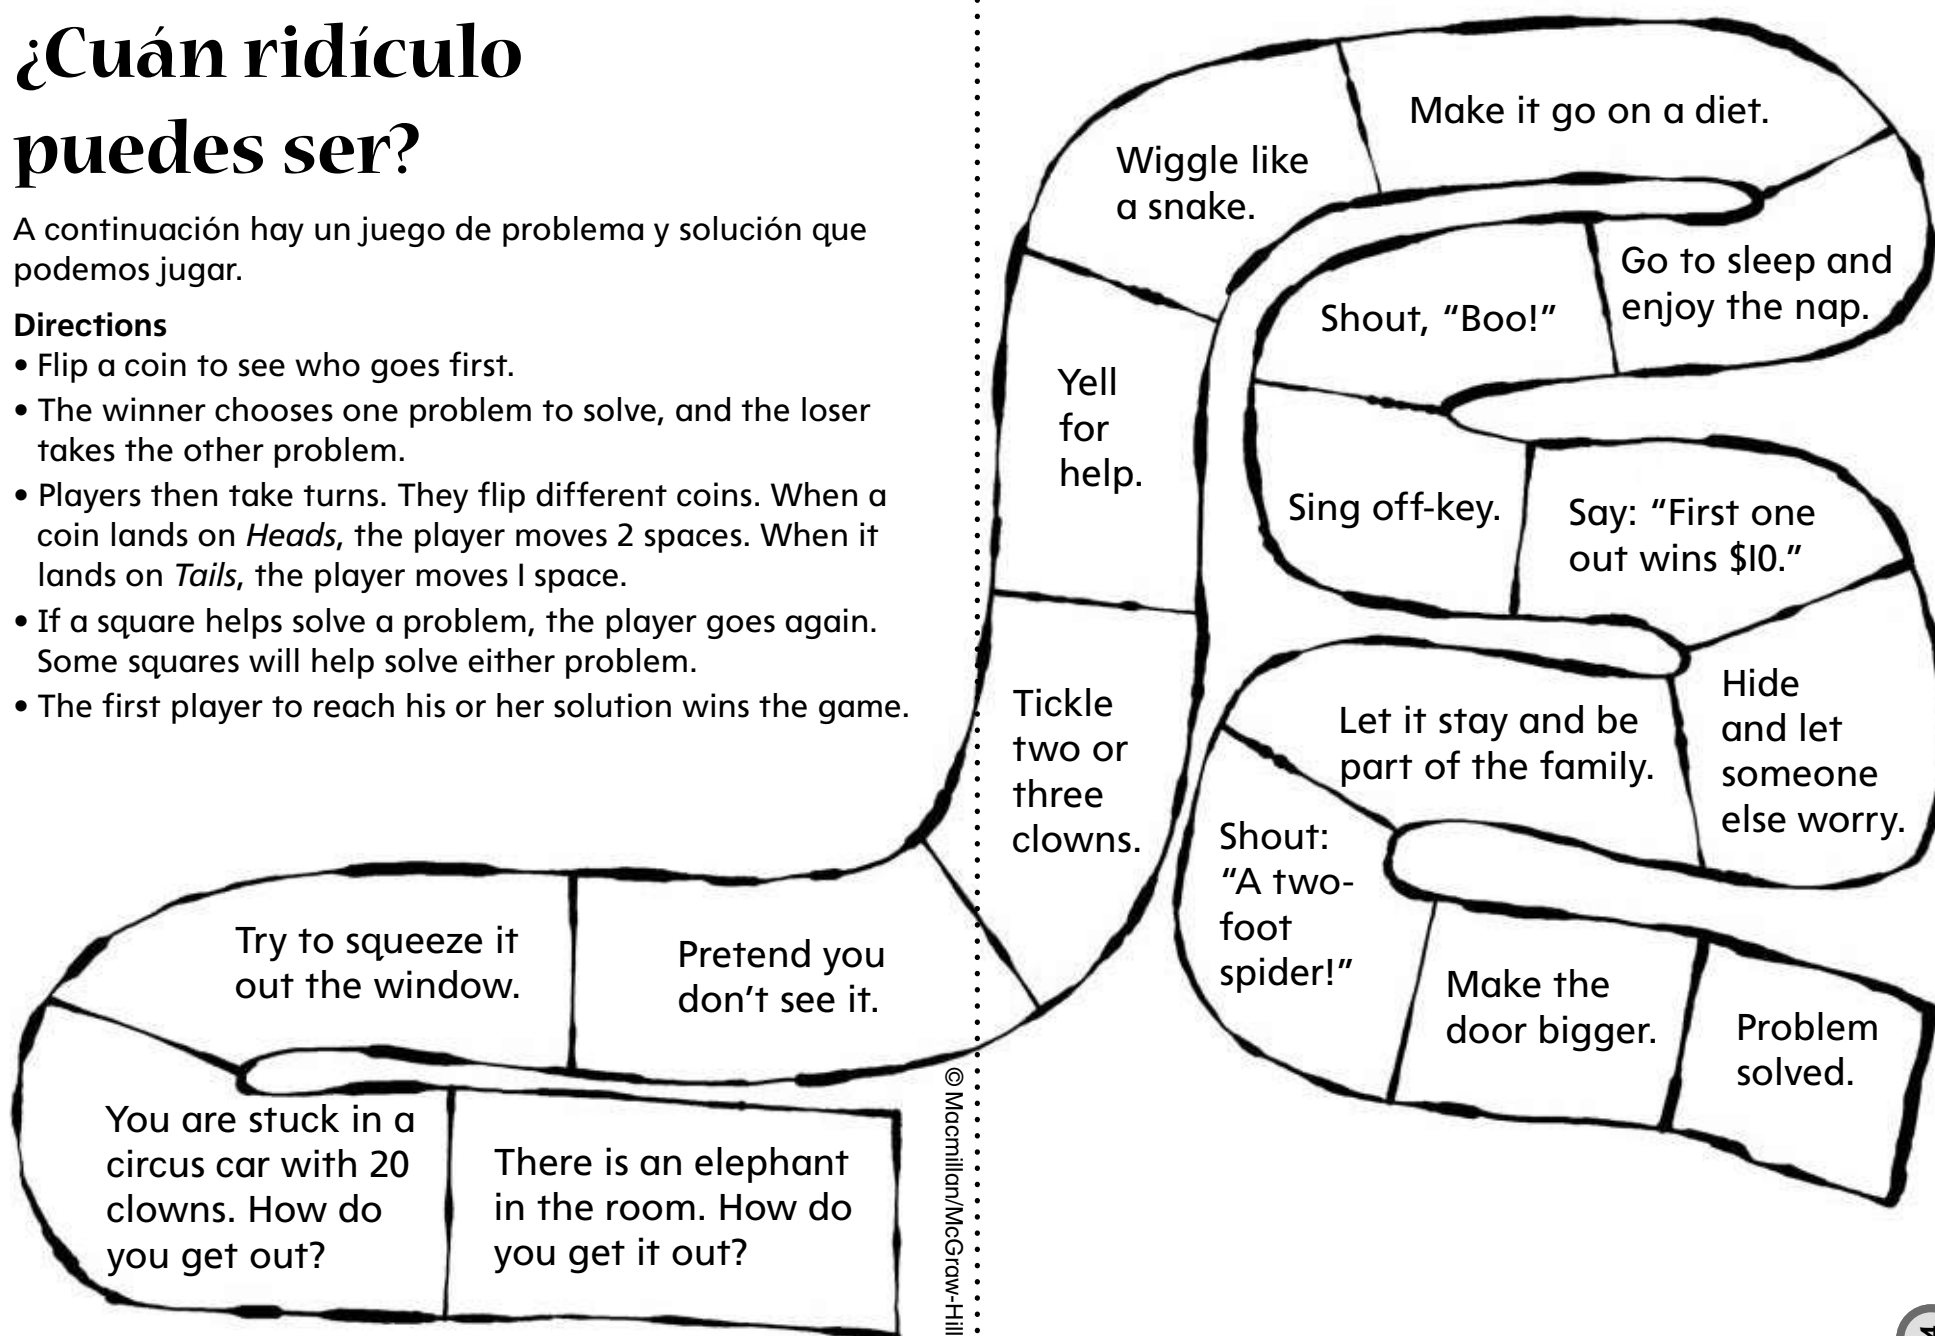 ¿Cuán ridículo
puedes ser?
A continuación hay un juego de problema y solución que
podemos jugar.
Directions
• Flip a coin to see who goes first.
• The winner chooses one problem to solve, and the loser
takes the other problem.
• Players then take turns. They flip different coins. When a
coin lands on Heads, the player moves 2 spaces. When it
lands on Tails, the player moves 1 space.
• If a square helps solve a problem, the player goes again.
Some squares will help solve either problem.
• The first player to reach his or her solution wins the game.
There is an elephant
in the room. How do
you get it out?
You are stuck in a
circus car with 20
clowns. How do
you get out?
Try to squeeze it
out the window.
Pretend you
don’t see it.
Tickle
two or
three
clowns.
Yell
for
help.
Wiggle like
a snake.
Make it go on a diet.
Go to sleep and
enjoy the nap.
Shout, “Boo!”
Sing off-key.
Say: “First one
out wins $10.”
Hide
and let
someone
else worry.
Let it stay and be
part of the family.
Shout:
“A two-
foot
spider!”
Make the
door bigger.
Problem
solved.
© Macmillan/McGraw-Hill